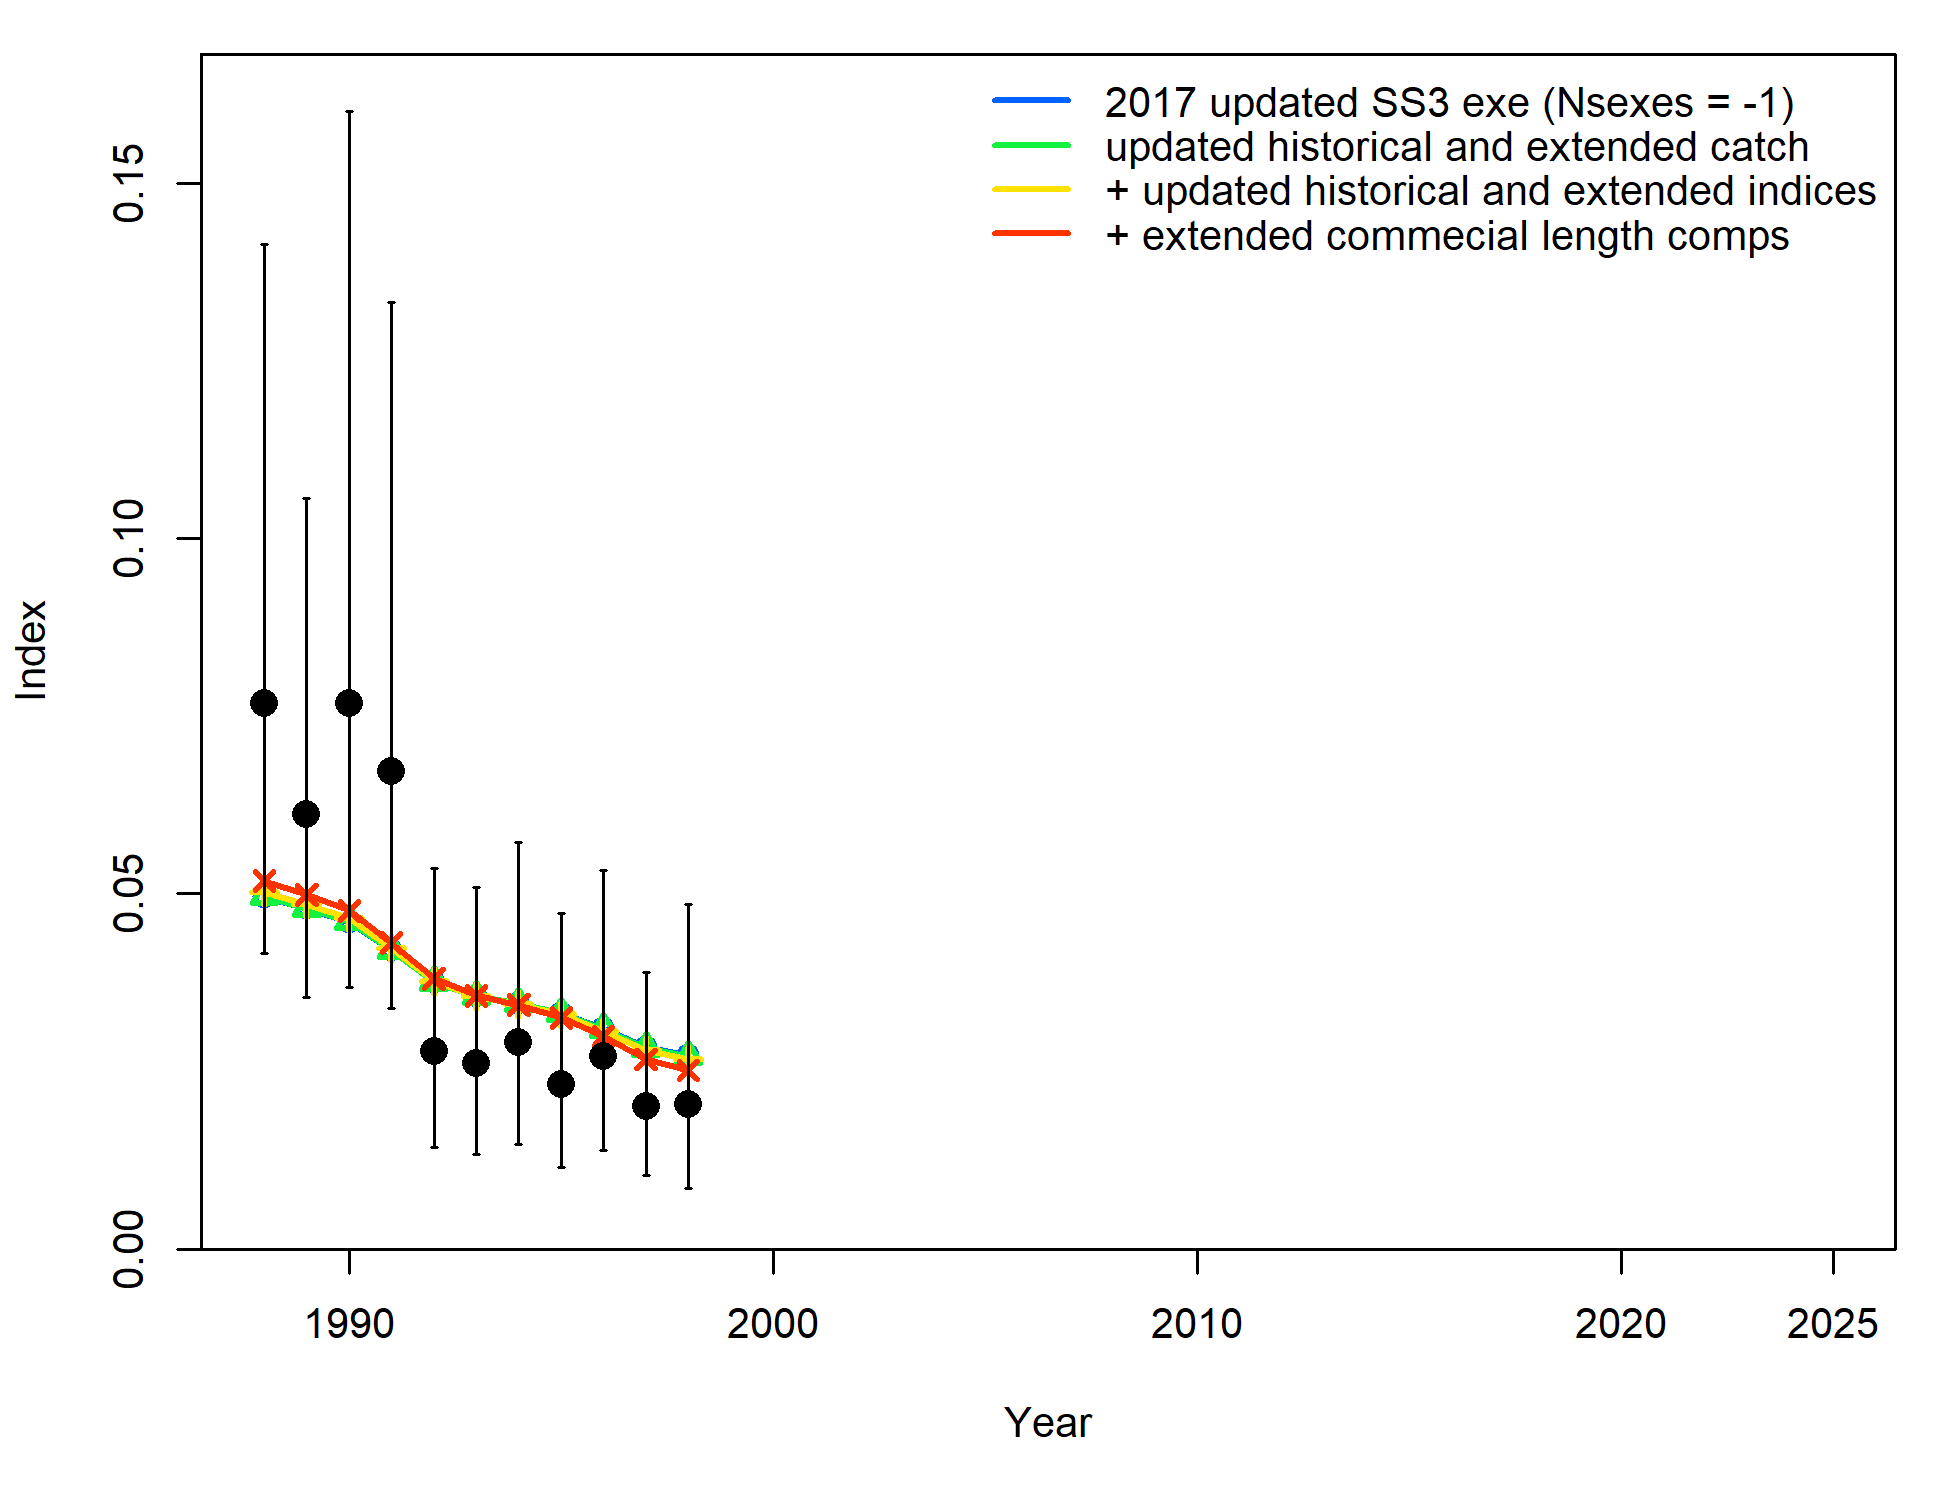 2017 updated SS3 exe (Nsexes = -1)
updated historical and extended catch
+ updated historical and extended indices
+ extended commecial length comps
0.15
0.10
0.05
0.00
Index
1990 2000 2010 2020 2025
Year